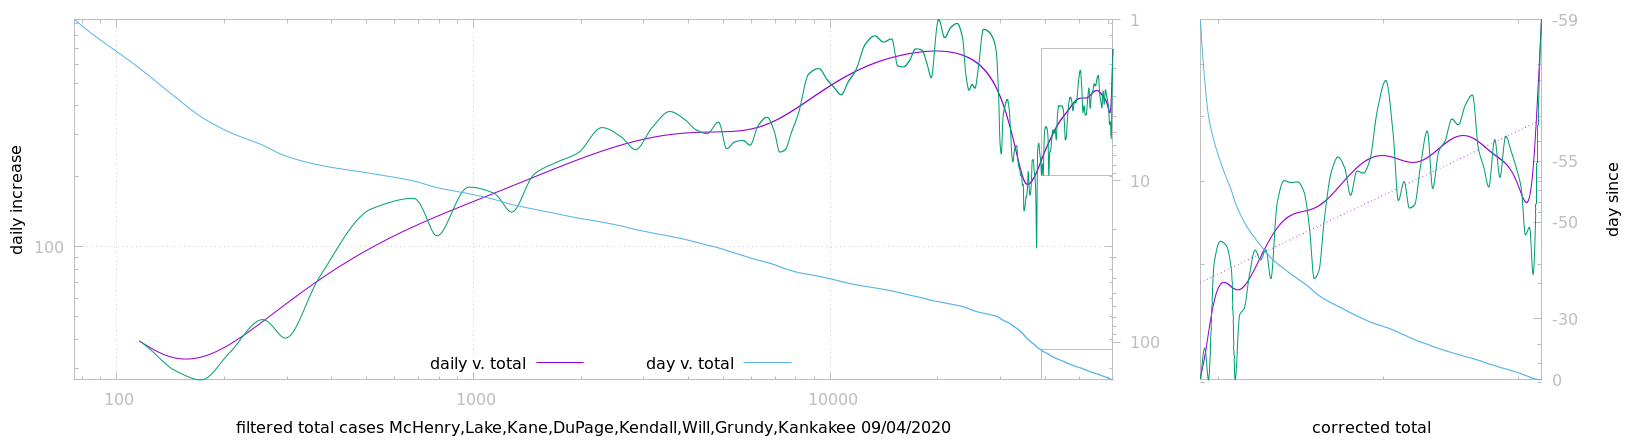 1
-59
daily increase
-55
10
-50
day since
100
-30
100
daily v. total
day v. total
0
100
1000
10000
filtered total cases McHenry,Lake,Kane,DuPage,Kendall,Will,Grundy,Kankakee 09/04/2020
corrected total